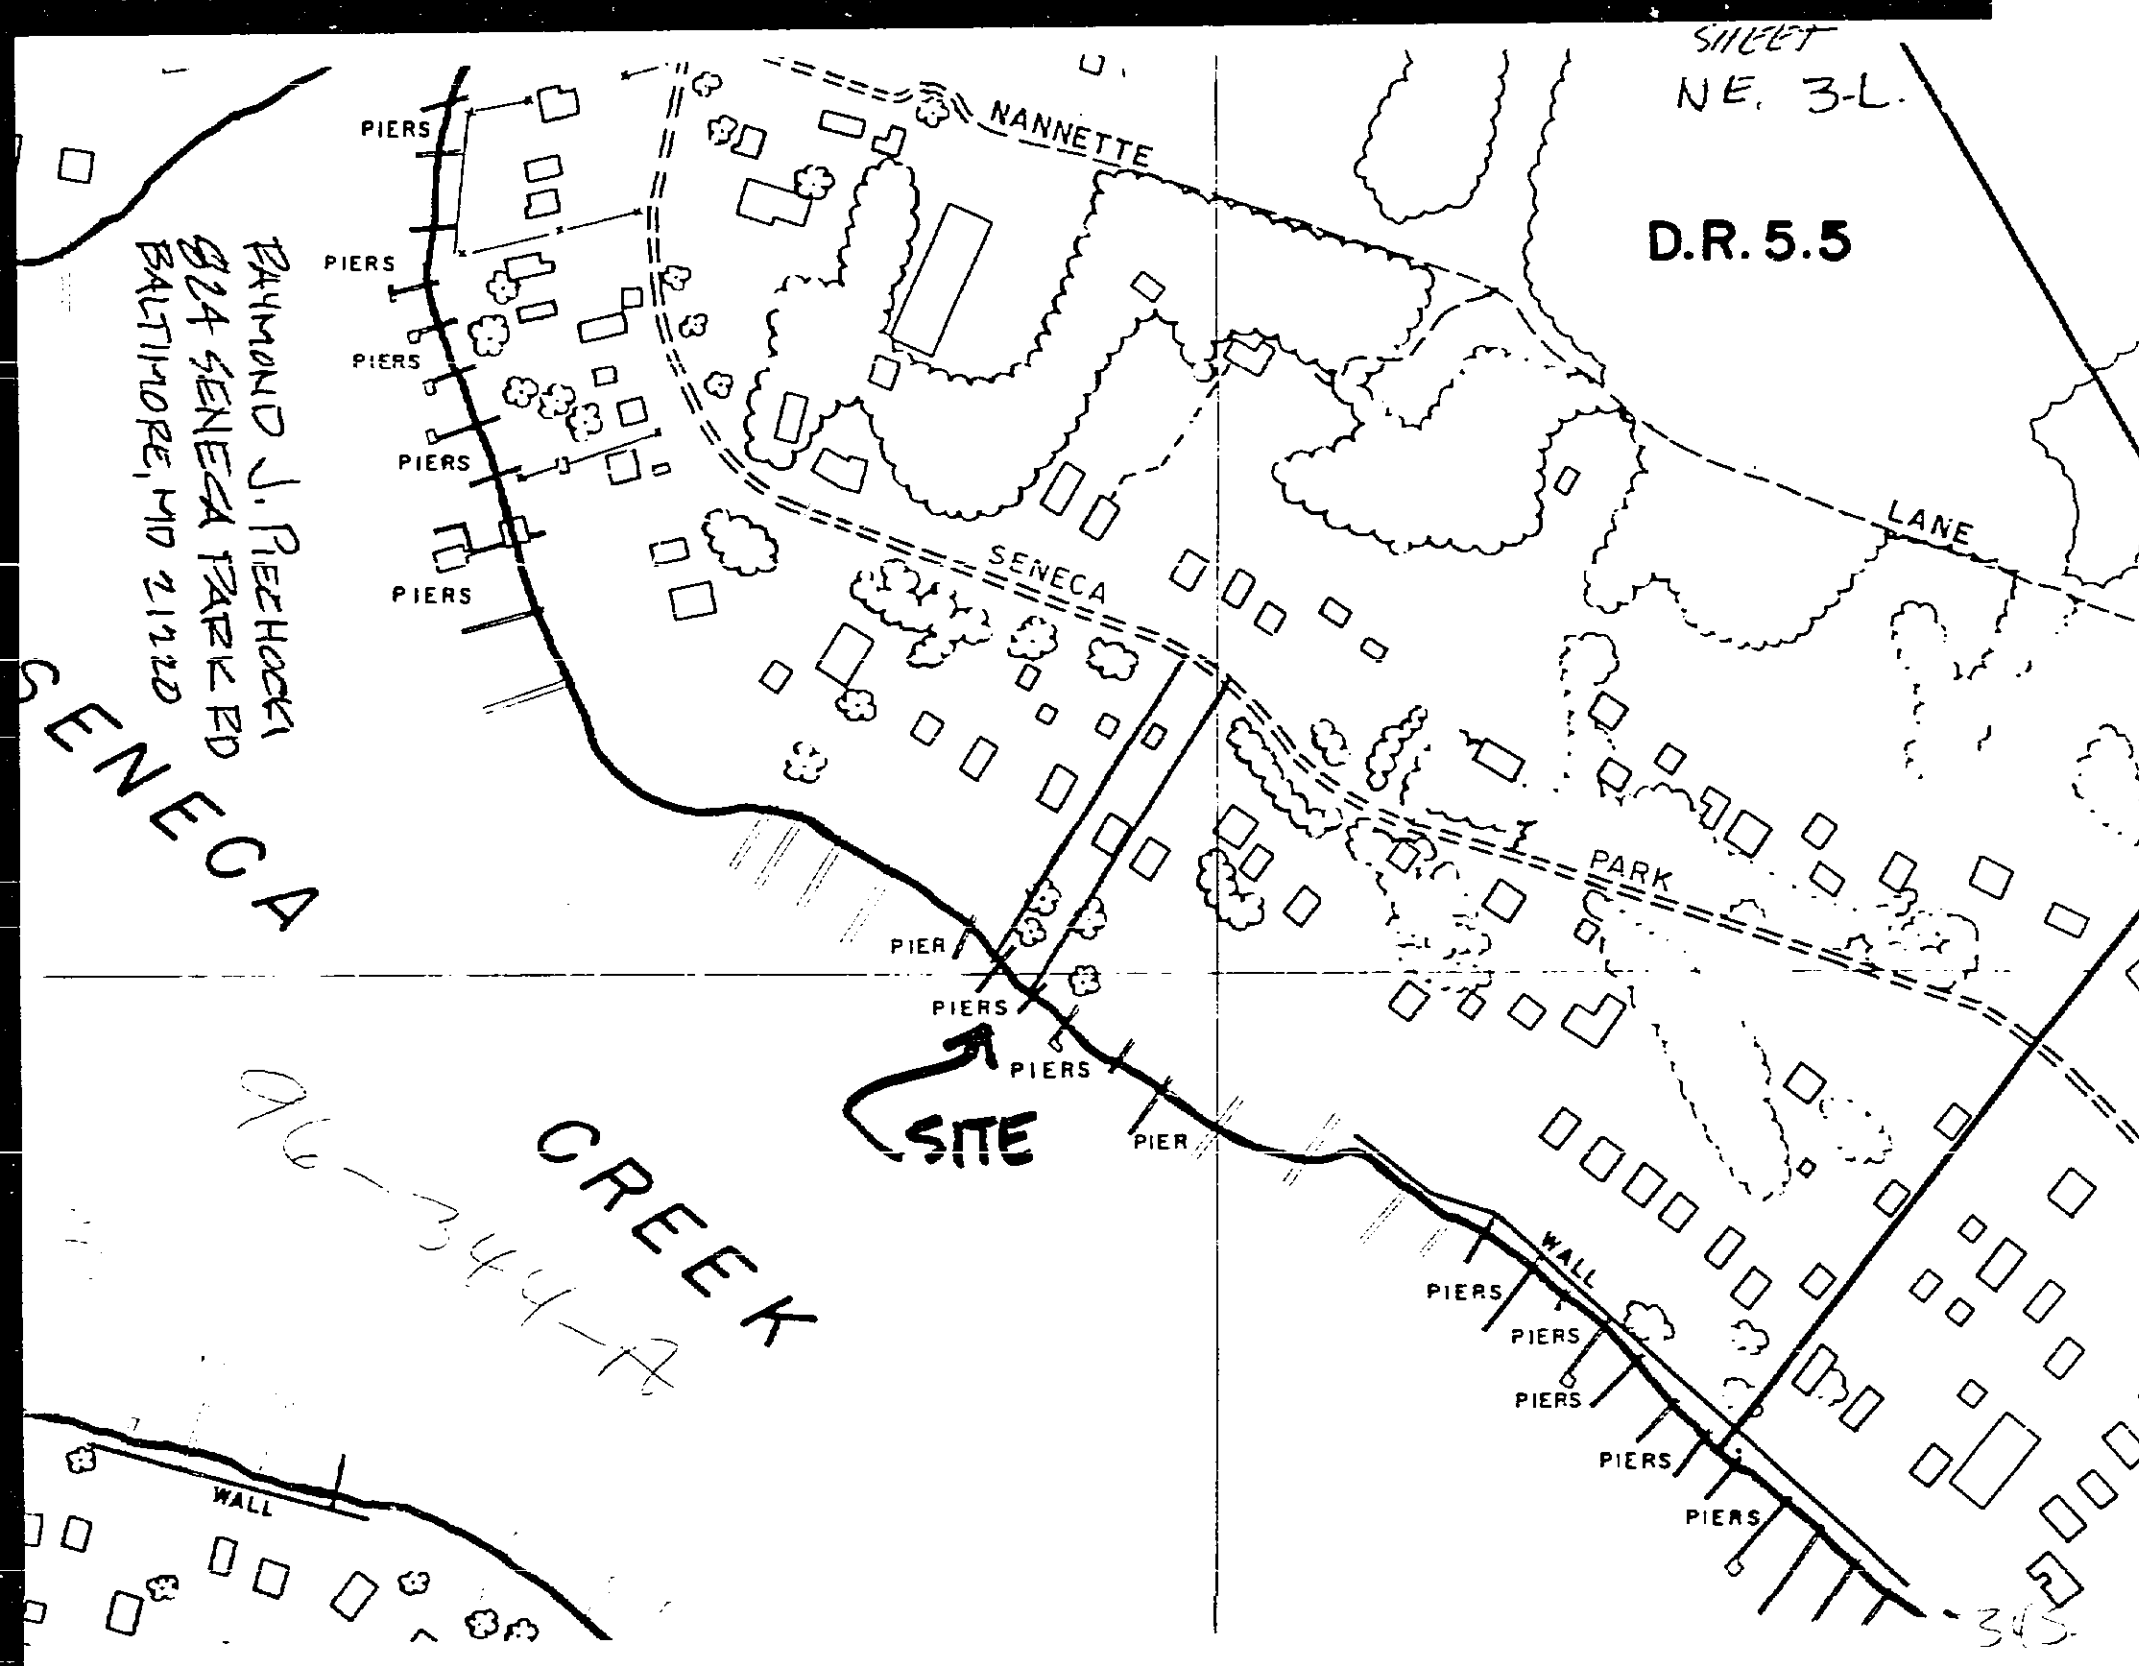 SHEET
NE. 3-L.
NANNETTE
PIERS
D.R. 5.5
PIERS
PIERS
PIERS
RAYMOND J. PIECHOCKI
824 SENECA PARK RD
BALTIMORE, MD 21220
LANE
SENECA
PIERS
SENECA
PARK
PIER
PIERS
PIERS
SITE
PIER
CREEK
96-344-A
WALL
PIERS
PIERS
PIERS
PIERS
WALL
PIERS
345